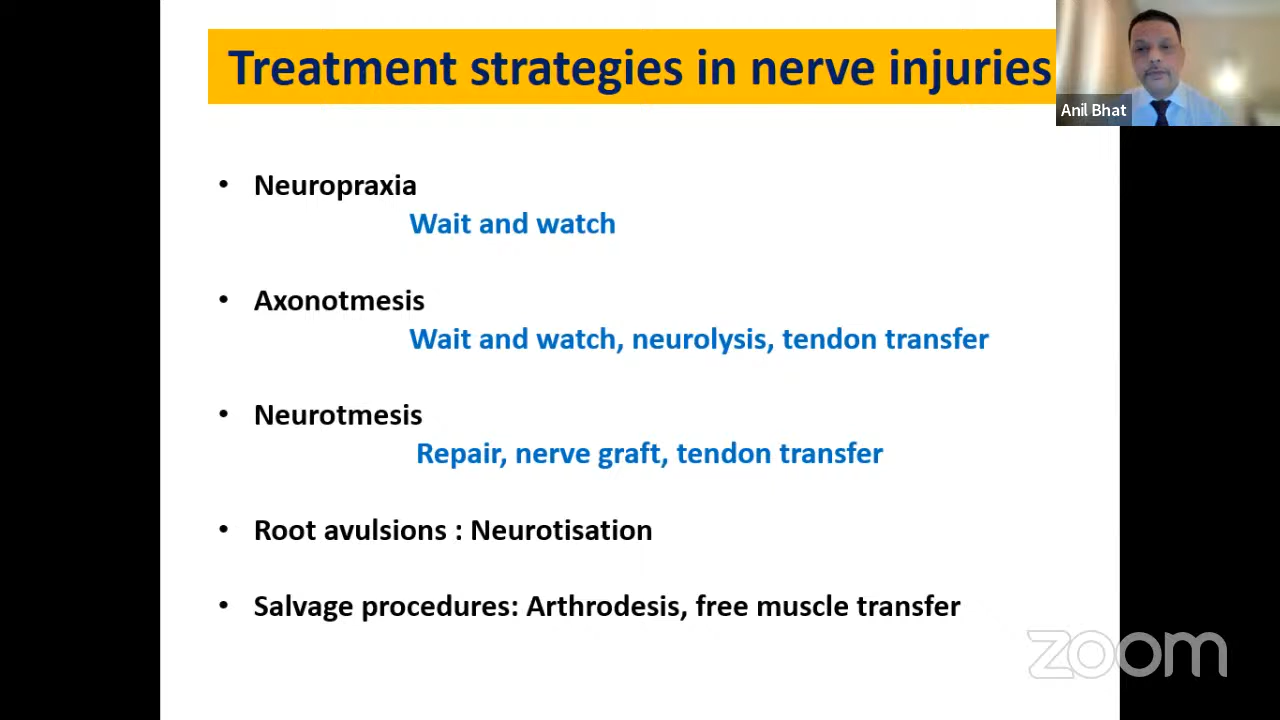 Treatment strategies in nerve injuries
Anil Bhat
• Neuropraxia
Wait and watch
• Axonotmesis
Wait and watch, neurolysis, tendon transfer
• Neurotmesis
Repair, nerve graft, tendon transfer
• Root avulsions : Neurotisation
• Salvage procedures: Arthrodesis, free muscle transfer
zoom